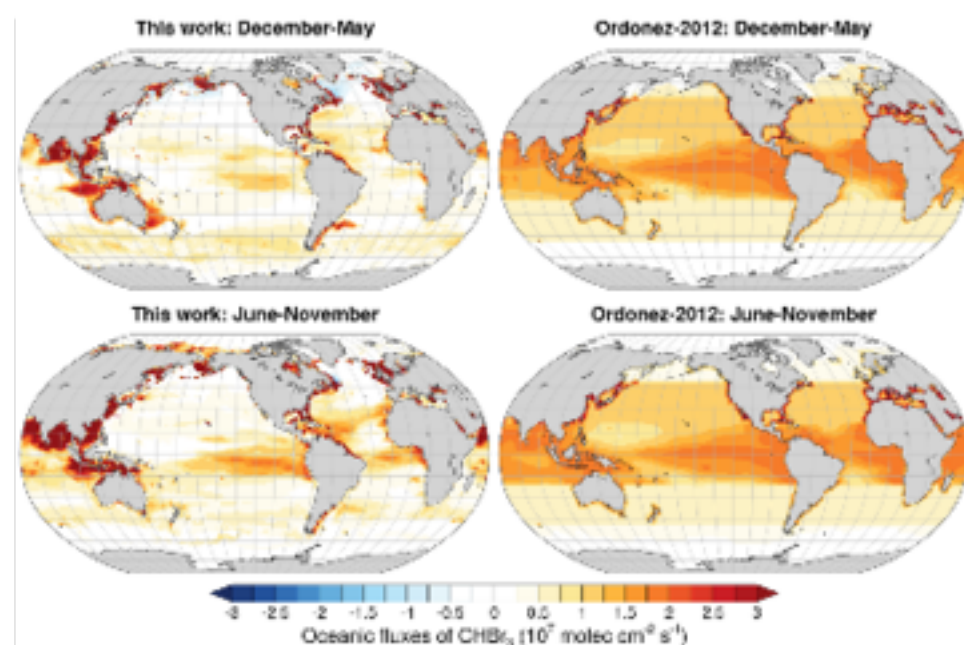 This work: December-May
Ordonez-2012: December-May
This work: June-November
Ordonez-2012: June-November
-3 -2.5 -2 -1.5 -1 -0.5 0 0.5 1 1.5 2 2.5 3
Oceanic fluxes of CHBr₃ (10⁷ molec cm⁻² s⁻¹)